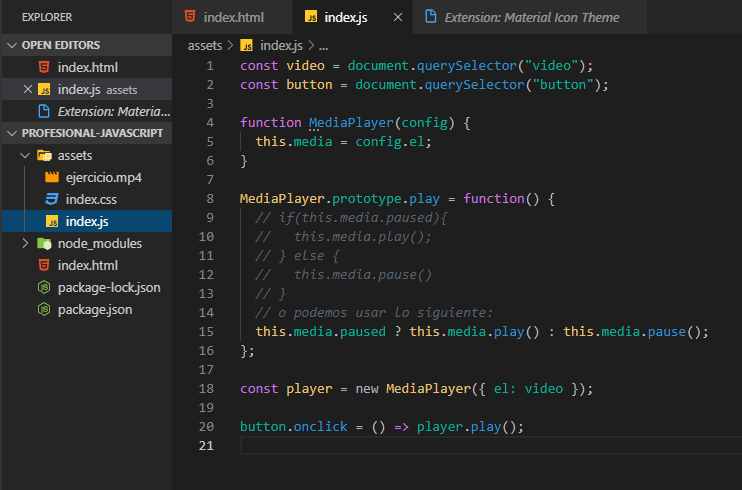 EXPLORER
OPEN EDITORS
index.html
index.js assets
Extension: Materia...
PROFESIONAL-JAVASCRIPT
assets
ejercicio.mp4
index.css
index.js
node_modules
index.html
package-lock.json
package.json
index.html
index.js
Extension: Material Icon Theme
assets > JS index.js > ...
1 const video = document.querySelector("video");
2 const button = document.querySelector("button");
3
4 function MediaPlayer(config) {
5 this.media = config.el;
6 }
7
8 MediaPlayer.prototype.play = function() {
9 // if(this.media.paused){
10 //   this.media.play();
11 // } else {
12 //   this.media.pause()
13 // }
14 // o podemos usar lo siguiente:
15 this.media.paused ? this.media.play() : this.media.pause();
16 };
17
18 const player = new MediaPlayer({ el: video });
19
20 button.onclick = () => player.play();
21